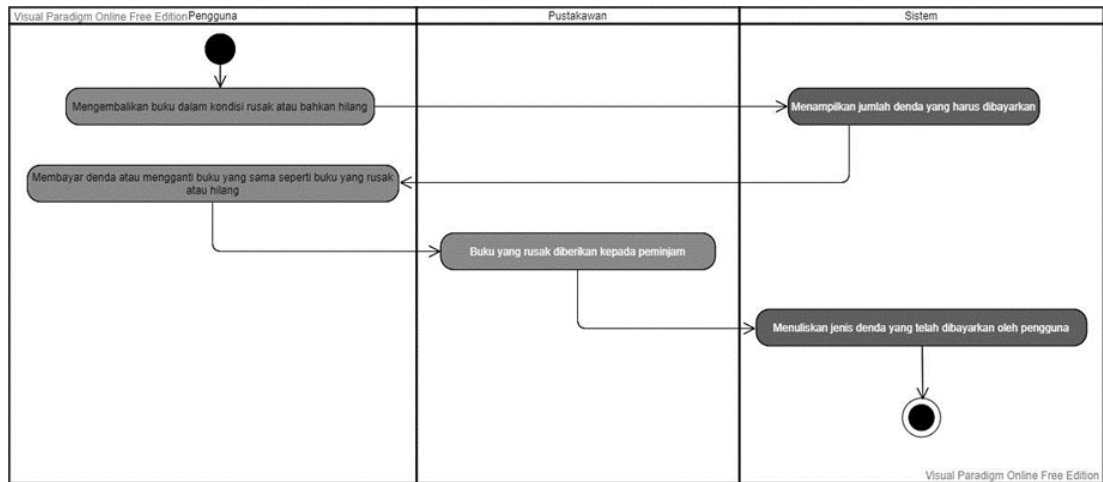 Visual Paradigm Online Free Edition
Pengguna
Pustakawan
Sistem
Mengembalikan buku dalam kondisi rusak atau bahkan hilang
Menampilkan jumlah denda yang harus dibayarkan
Membayar denda atau mengganti buku yang sama seperti buku yang rusak
atau hilang
Buku yang rusak diberikan kepada peminjam
Menuliskan jenis denda yang telah dibayarkan oleh pengguna
Visual Paradigm Online Free Edition